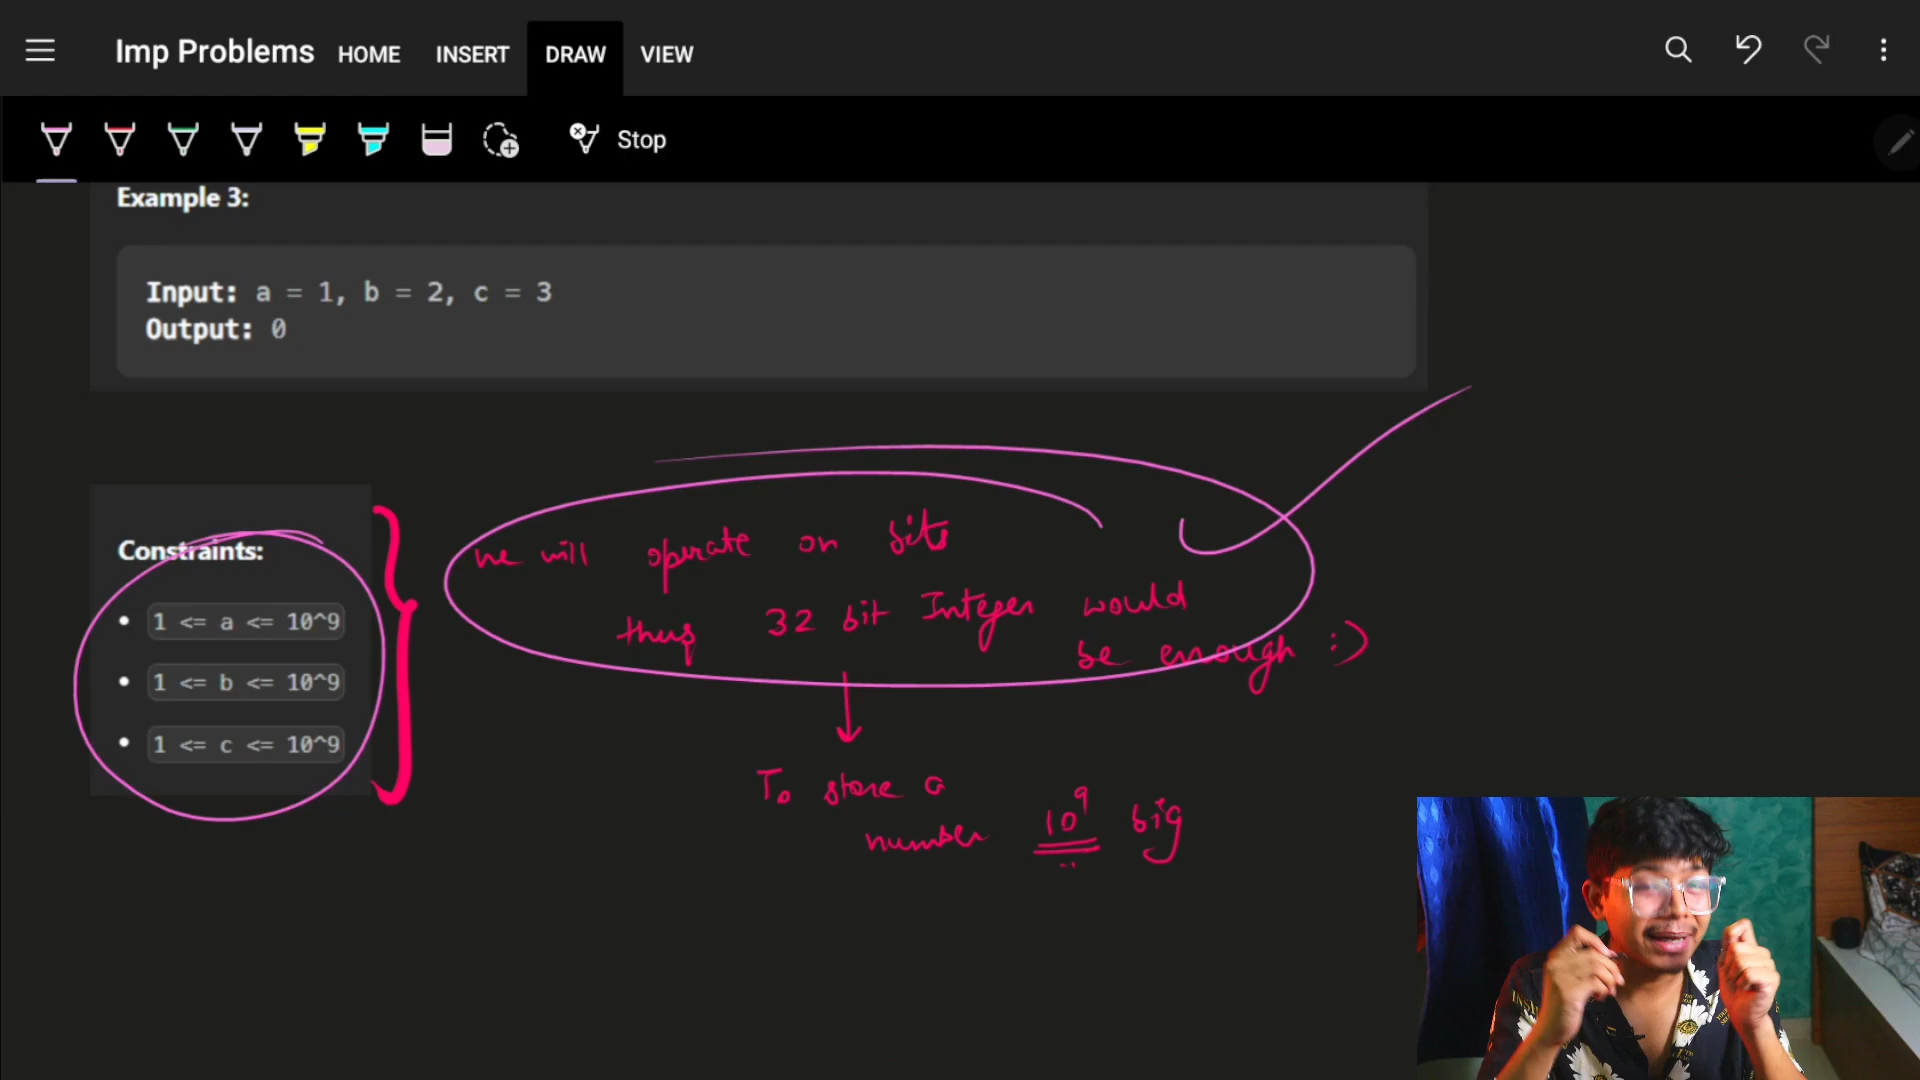 Imp Problems HOME INSERT DRAW VIEW
Stop
Example 3:
Input: a = 1, b = 2, c = 3
Output: 0
Constraints:
1 <= a <= 10^9
1 <= b <= 10^9
1 <= c <= 10^9
we will operate on bits
thus 32 bit Integer would
be enough :)
To store a
number 10^9 big